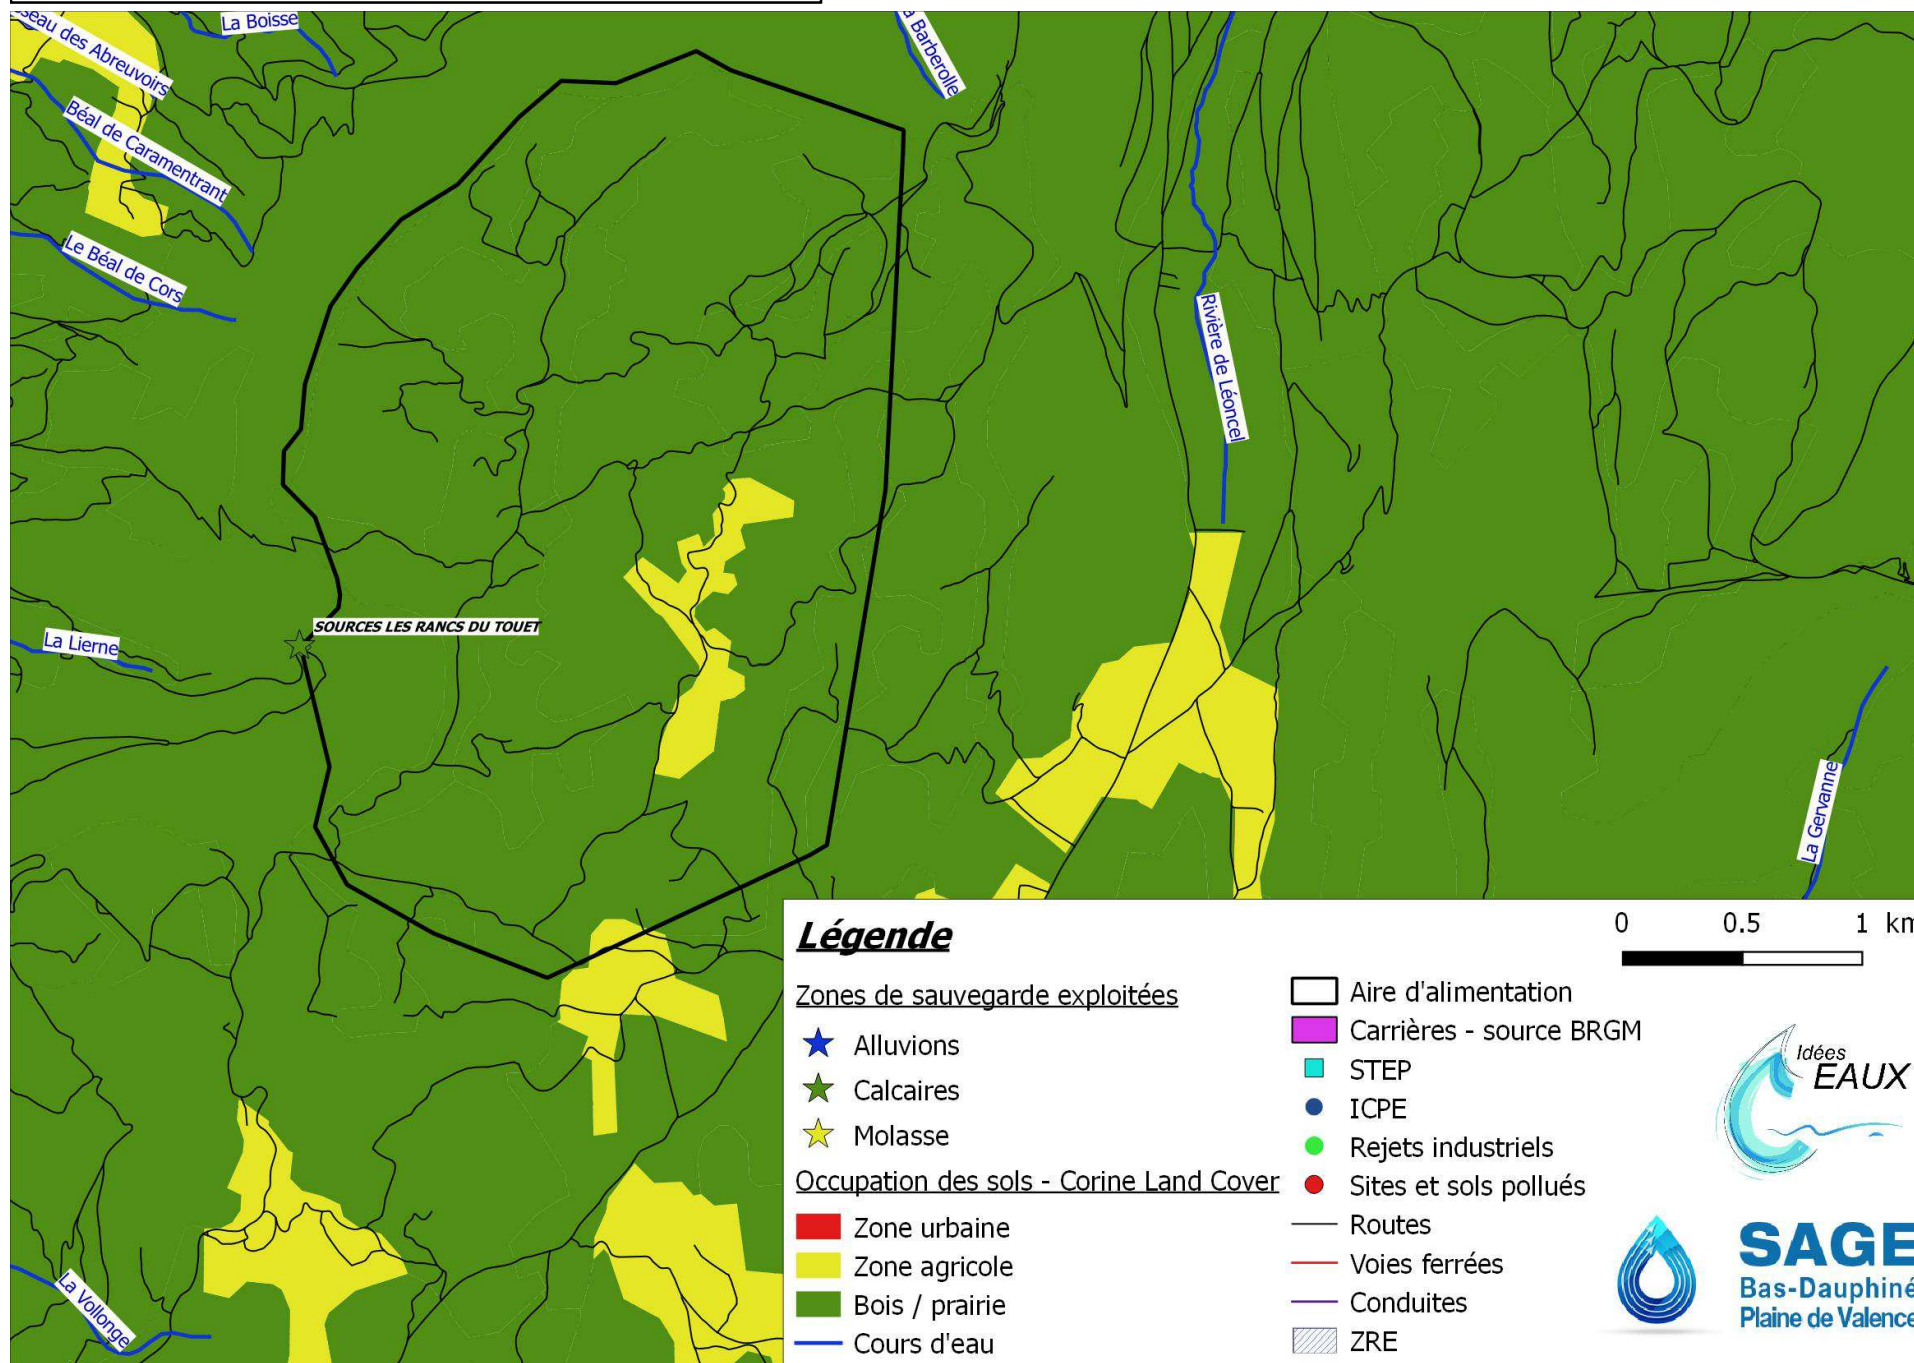 La Boisse
des Abreuvoirs
Barberolle
Béal de Caramentrant
Le Béal de Cors
Rivière de Léoncel
SOURCES LES RANCS DU TOUET
La Lierne
La Gervanne
La Vollonge
Légende
0 0.5 1 km
Zones de sauvegarde exploitées
Alluvions
Calcaires
Molasse
Occupation des sols - Corine Land Cover
Zone urbaine
Zone agricole
Bois / prairie
Cours d'eau
Aire d'alimentation
Carrières - source BRGM
STEP
ICPE
Rejets industriels
Sites et sols pollués
Routes
Voies ferrées
Conduites
ZRE
Idées
EAUX
SAGE
Bas-Dauphiné
Plaine de Valence